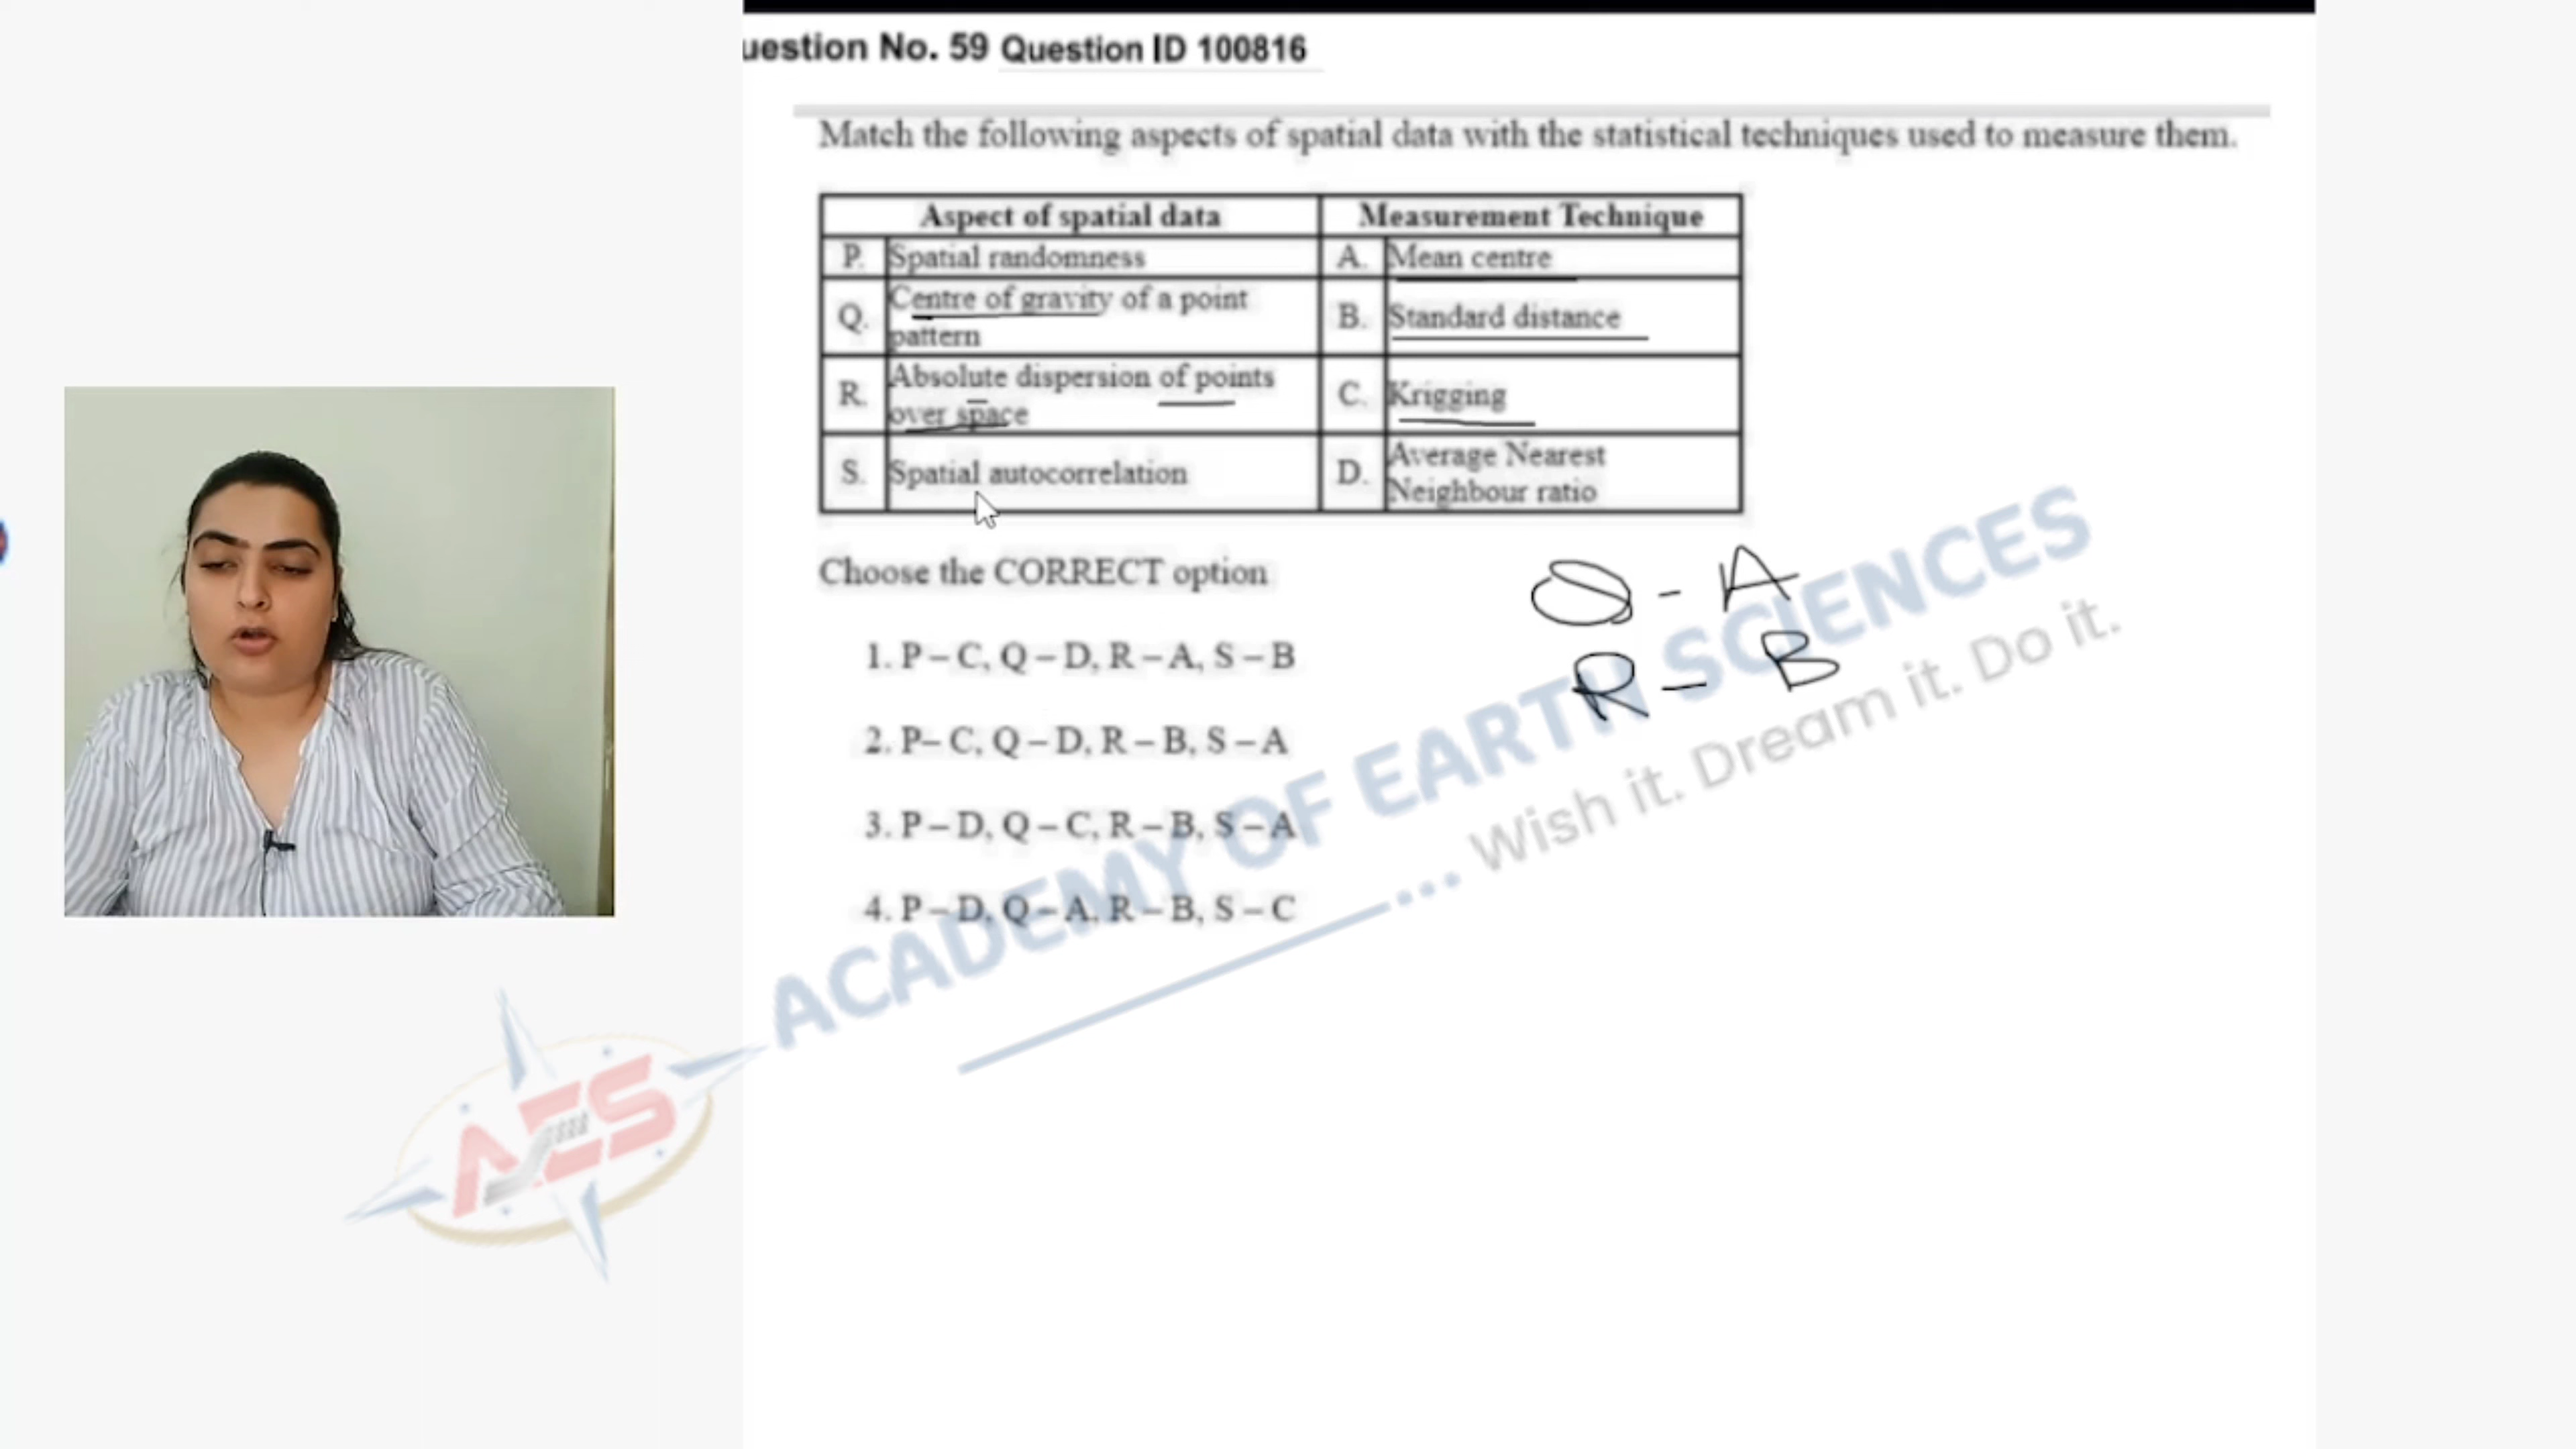 uestion No. 59 Question ID 100816
Match the following aspects of spatial data with the statistical techniques used to measure them.
Aspect of spatial data Measurement Technique
P. Spatial randomness A. Mean centre
Q. Centre of gravity of a point pattern B. Standard distance
R. Absolute dispersion of points over space C. Krigging
S. Spatial autocorrelation D. Average Nearest Neighbour ratio
Choose the CORRECT option
1. P – C, Q – D, R – A, S – B
2. P– C, Q – D, R – B, S – A
3. P – D, Q – C, R – B, S – A
4. P – D, Q – A, R – B, S – C
Q - A
R - B
ACADEMY OF EARTH SCIENCES
... Wish it. Dream it. Do it.
AES